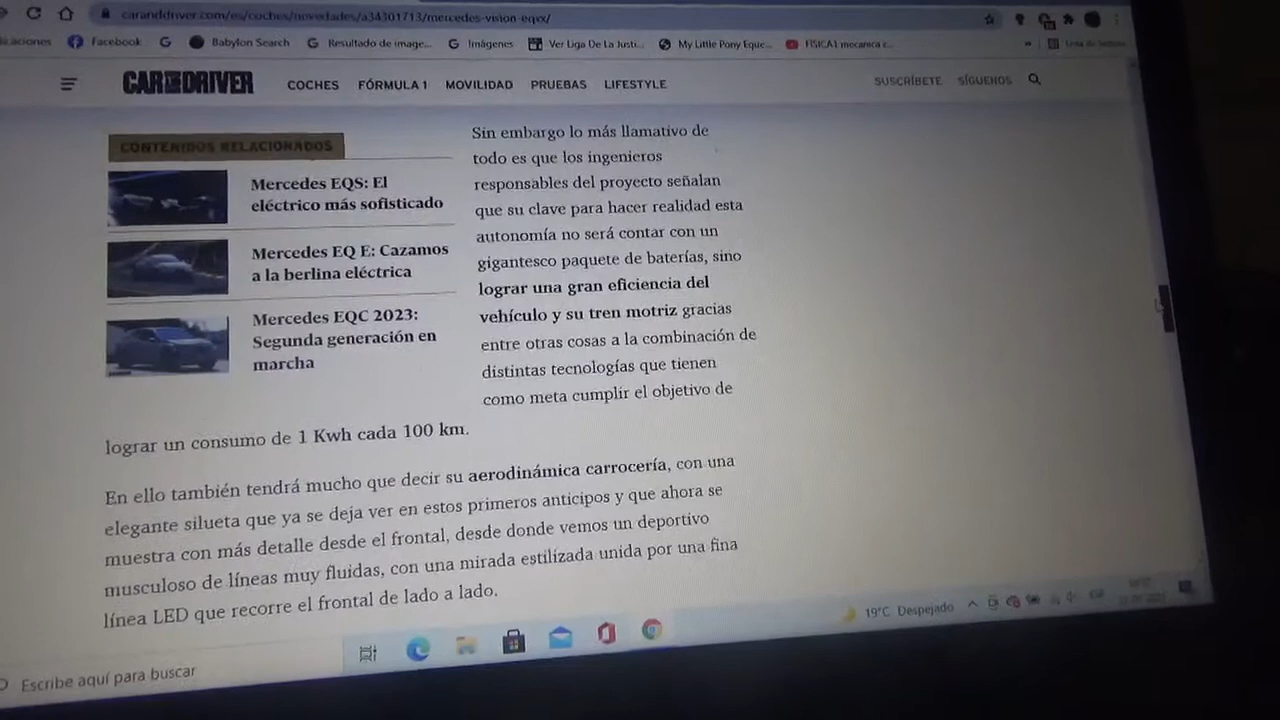 caranddriver.com/es/coches/novedades/a34301713/mercedes-vision-eqxx/
Facebook
G
Babylon Search
Resultado de image...
Imágenes
Ver Liga De La Justi...
My Little Pony Eque...
FISICA1 mecanica c...
CAR AND DRIVER
COCHES
FÓRMULA 1
MOVILIDAD
PRUEBAS
LIFESTYLE
SUSCRÍBETE
SÍGUENOS
CONTENIDOS RELACIONADOS
Mercedes EQS: El
eléctrico más sofisticado
Mercedes EQ E: Cazamos
a la berlina eléctrica
Mercedes EQC 2023:
Segunda generación en
marcha
Sin embargo lo más llamativo de
todo es que los ingenieros
responsables del proyecto señalan
que su clave para hacer realidad esta
autonomía no será contar con un
gigantesco paquete de baterías, sino
lograr una gran eficiencia del
vehículo y su tren motriz gracias
entre otras cosas a la combinación de
distintas tecnologías que tienen
como meta cumplir el objetivo de
lograr un consumo de 1 Kwh cada 100 km.
En ello también tendrá mucho que decir su aerodinámica carrocería, con una
elegante silueta que ya se deja ver en estos primeros anticipos y que ahora se
muestra con más detalle desde el frontal, desde donde vemos un deportivo
musculoso de líneas muy fluidas, con una mirada estilizada unida por una fina
línea LED que recorre el frontal de lado a lado.
19°C Despejado
Escribe aquí para buscar